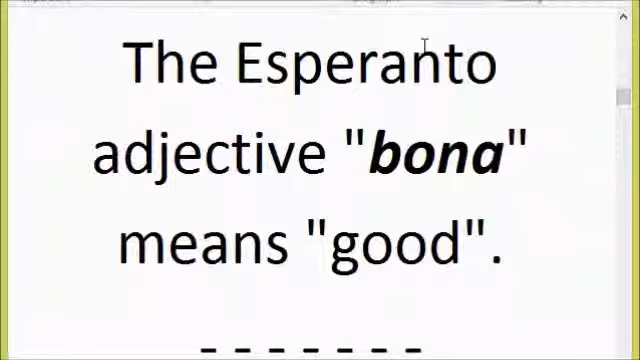 The Esperanto
adjective "bona"
means "good".
- - - - - - -